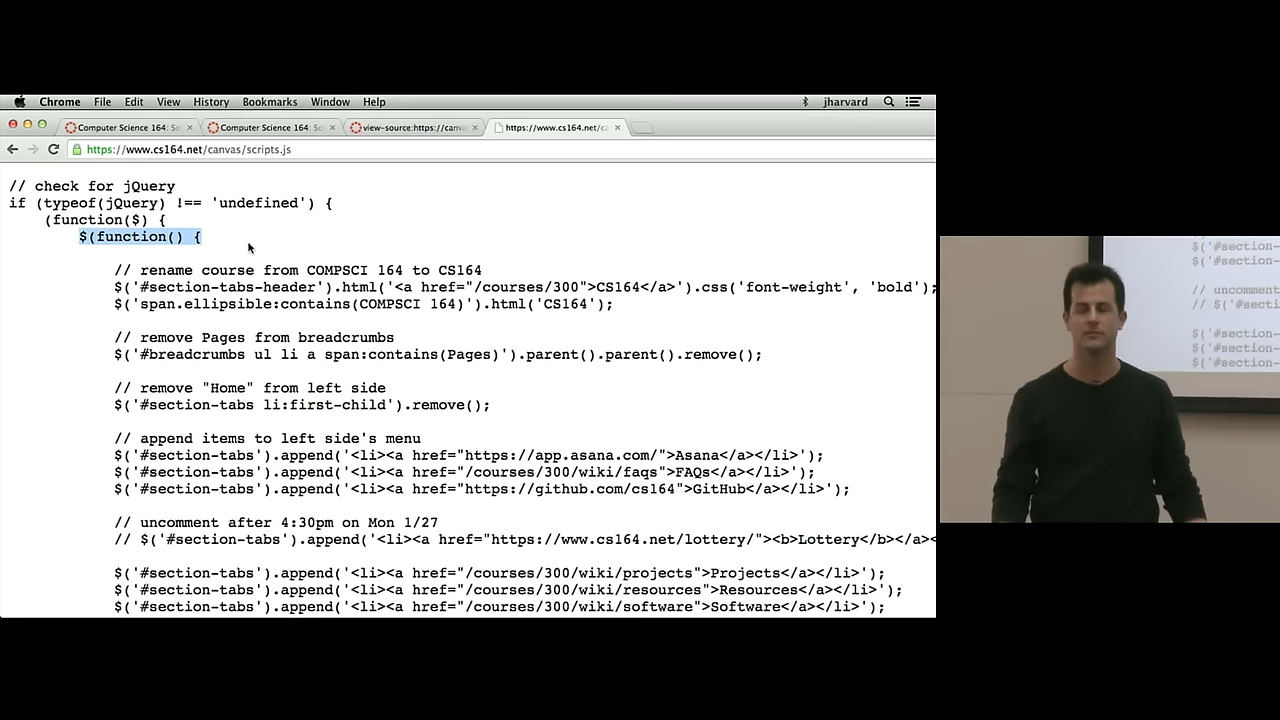 Chrome File Edit View History Bookmarks Window Help jharvard
Computer Science 164: S Computer Science 164: S view-source:https://canva https://www.cs164.net/ca
https://www.cs164.net/canvas/scripts.js
// check for jQuery
if (typeof(jQuery) !== 'undefined') {
(function($) {
$(function() {
// rename course from COMPSCI 164 to CS164
$('#section-tabs-header').html('<a href="/courses/300">CS164</a>').css('font-weight', 'bold');
$('span.ellipsible:contains(COMPSCI 164)').html('CS164');
// remove Pages from breadcrumbs
$('#breadcrumbs ul li a span:contains(Pages)').parent().parent().remove();
// remove "Home" from left side
$('#section-tabs li:first-child').remove();
// append items to left side's menu
$('#section-tabs').append('<li><a href="https://app.asana.com/">Asana</a></li>');
$('#section-tabs').append('<li><a href="/courses/300/wiki/faqs">FAQs</a></li>');
$('#section-tabs').append('<li><a href="https://github.com/cs164">GitHub</a></li>');
// uncomment after 4:30pm on Mon 1/27
// $('#section-tabs').append('<li><a href="https://www.cs164.net/lottery/"><b>Lottery</b></a><
$('#section-tabs').append('<li><a href="/courses/300/wiki/projects">Projects</a></li>');
$('#section-tabs').append('<li><a href="/courses/300/wiki/resources">Resources</a></li>');
$('#section-tabs').append('<li><a href="/courses/300/wiki/software">Software</a></li>');
$('#section-
$('#section-
// uncomment
// $('#secti
$('#section-
$('#section-
$('#section-